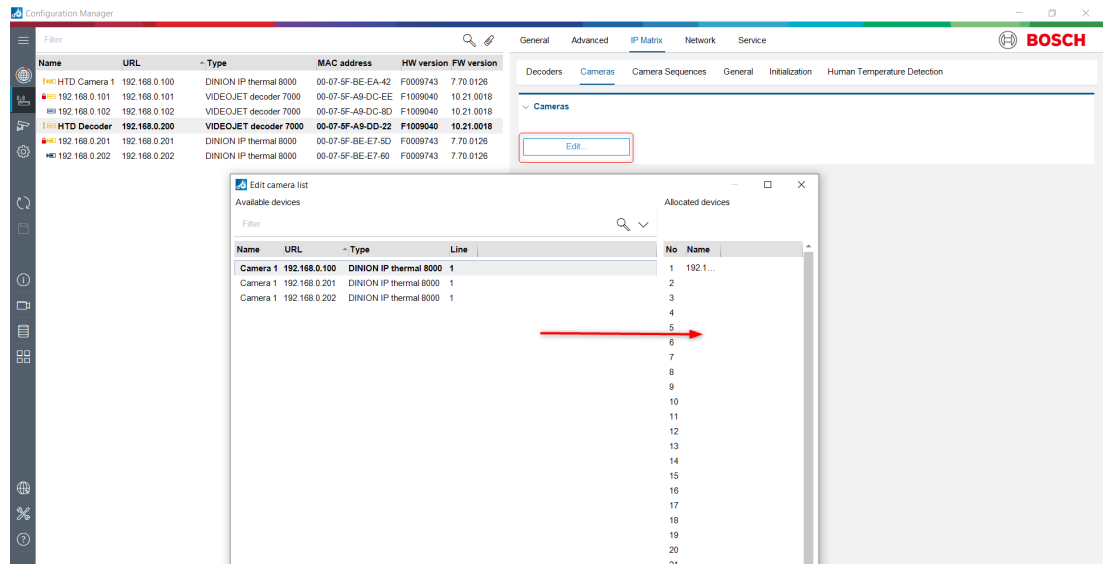 Configuration Manager
Filter
General Advanced IP Matrix Network Service
BOSCH
Name URL Type MAC address HW version FW version
HTD Camera 1 192.168.0.100 DINION IP thermal 8000 00-07-5F-BE-EA-42 F0009743 7.70.0126
192.168.0.101 192.168.0.101 VIDEOJET decoder 7000 00-07-5F-A9-DC-EE F1009040 10.21.0018
192.168.0.102 192.168.0.102 VIDEOJET decoder 7000 00-07-5F-A9-DC-8D F1009040 10.21.0018
HTD Decoder 192.168.0.200 VIDEOJET decoder 7000 00-07-5F-A9-DD-22 F1009040 10.21.0018
192.168.0.201 192.168.0.201 DINION IP thermal 8000 00-07-5F-BE-E7-5D F0009743 7.70.0126
192.168.0.202 192.168.0.202 DINION IP thermal 8000 00-07-5F-BE-E7-60 F0009743 7.70.0126
Decoders Cameras Camera Sequences General Initialization Human Temperature Detection
Cameras
Edit...
Edit camera list
Available devices Allocated devices
Filter
Name URL Type Line No Name
Camera 1 192.168.0.100 DINION IP thermal 8000 1 1 192.1...
Camera 1 192.168.0.201 DINION IP thermal 8000 1 2
Camera 1 192.168.0.202 DINION IP thermal 8000 1 3
4
5
6
7
8
9
10
11
12
13
14
15
16
17
18
19
20